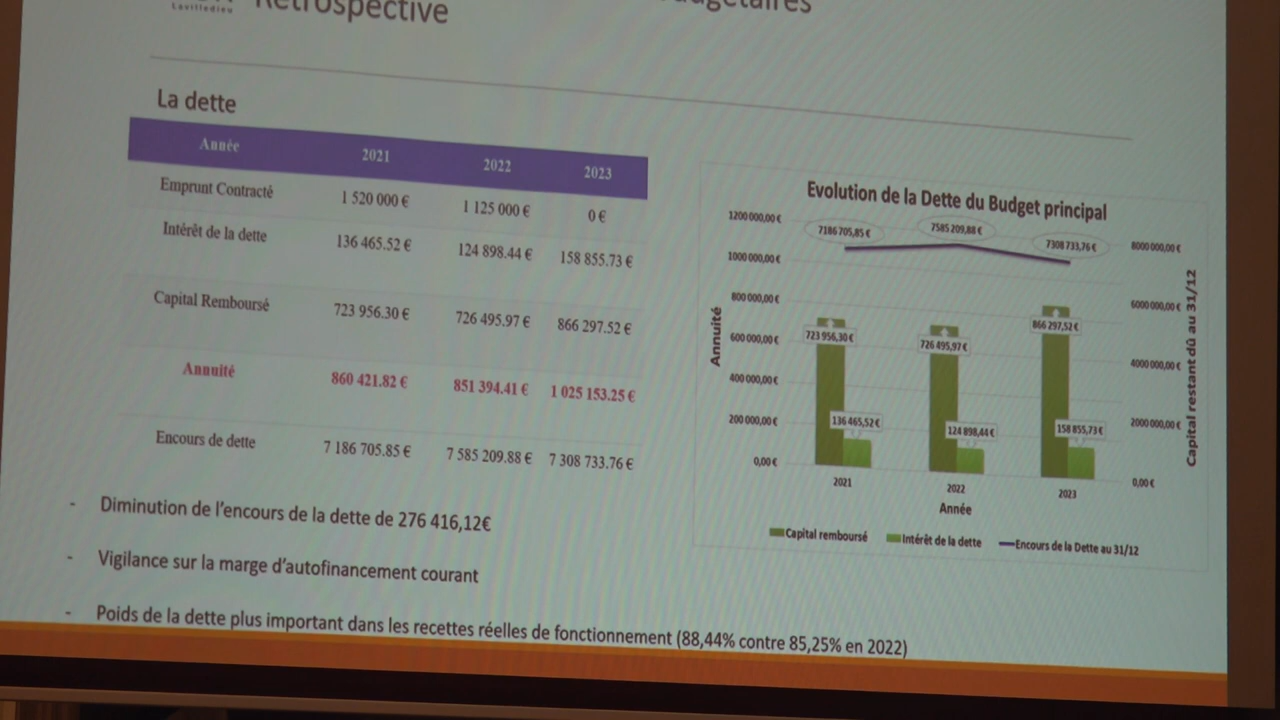 Lavilledieu
Rétrospective
budgétaires
La dette
Année 2021 2022 2023
Emprunt Contracté 1 520 000 € 1 125 000 € 0 €
Intérêt de la dette 136 465.52 € 124 898.44 € 158 855.73 €
Capital Remboursé 723 956.30 € 726 495.97 € 866 297.52 €
Annuité 860 421.82 € 851 394.41 € 1 025 153.25 €
Encours de dette 7 186 705.85 € 7 585 209.88 € 7 308 733.76 €
- Diminution de l'encours de la dette de 276 416,12€
- Vigilance sur la marge d'autofinancement courant
- Poids de la dette plus important dans les recettes réelles de fonctionnement (88,44% contre 85,25% en 2022)
Evolution de la Dette du Budget principal
Annuité
1200 000,00 €
1000 000,00 €
800 000,00 €
600 000,00 €
400 000,00 €
200 000,00 €
0,00 €
7186 705,85 €
7585 209,88 €
7308 733,76 €
723 956,30 €
726 495,97 €
866 297,52 €
136 465,52 €
124 898,44 €
158 855,73 €
8000 000,00 €
6000 000,00 €
4000 000,00 €
2000 000,00 €
0,00 €
Capital restant dû au 31/12
2021
2022
2023
Année
Capital remboursé
Intérêt de la dette
Encours de la Dette au 31/12